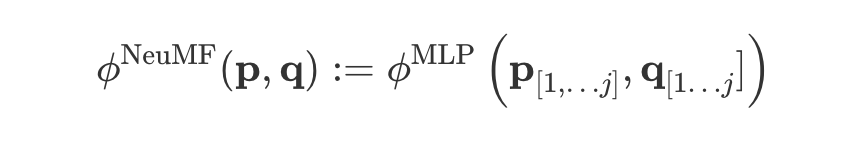 ϕ^NeuMF(p, q) := ϕ^MLP (p_[1,…j], q_[1…j])